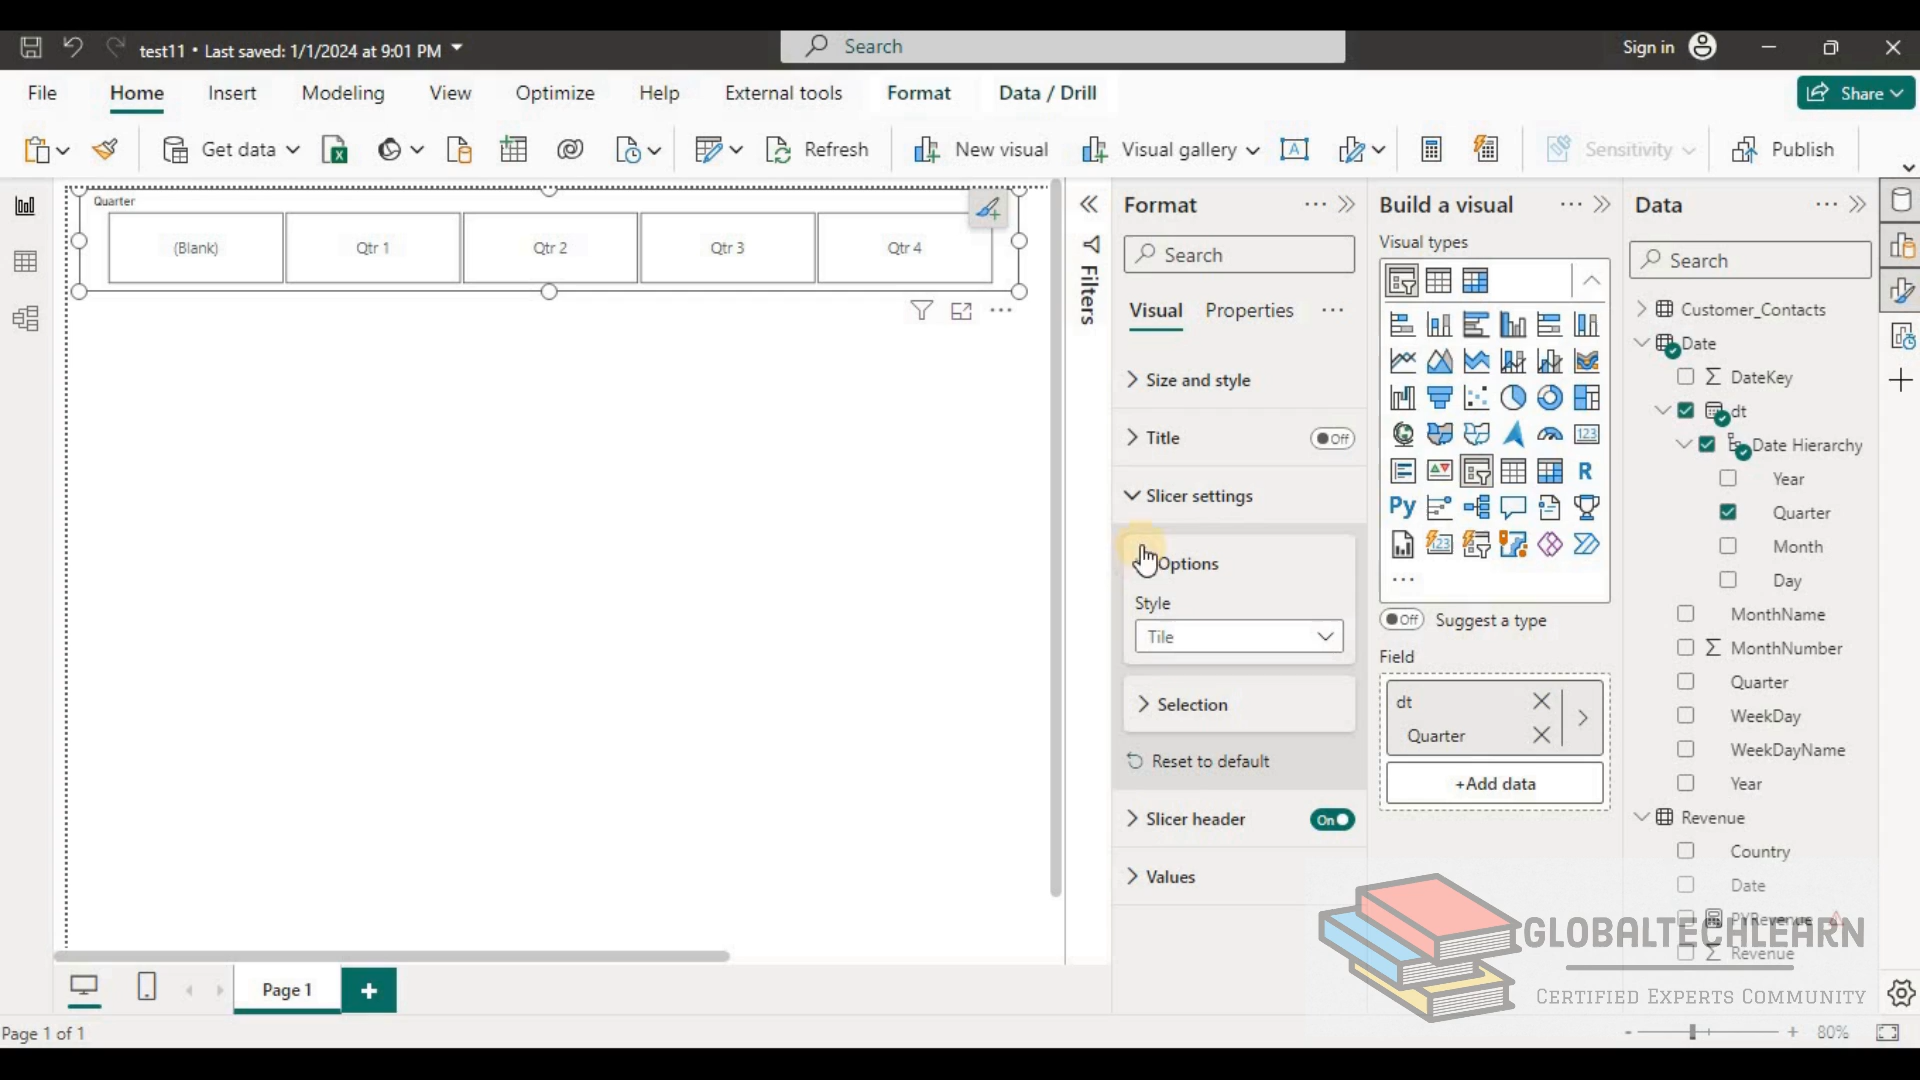 test11 • Last saved: 1/1/2024 at 9:01 PM
Search
Sign in
File
Home
Insert
Modeling
View
Optimize
Help
External tools
Format
Data / Drill
Share
Get data
Refresh
New visual
Visual gallery
Sensitivity
Publish
Quarter
(Blank)
Qtr 1
Qtr 2
Qtr 3
Qtr 4
Filters
Format
Search
Visual
Properties
Size and style
Title
Off
Slicer settings
Options
Style
Tile
Selection
Reset to default
Slicer header
On
Values
Build a visual
Visual types
123
R
Py
123
Off
Suggest a type
Field
dt
Quarter
+Add data
Data
Search
Customer_Contacts
Date
DateKey
dt
Date Hierarchy
Year
Quarter
Month
Day
MonthName
MonthNumber
Quarter
WeekDay
WeekDayName
Year
Revenue
Country
Date
PYRevenue
Revenue
GLOBALTECHLEARN
CERTIFIED EXPERTS COMMUNITY
Page 1
Page 1 of 1
80%